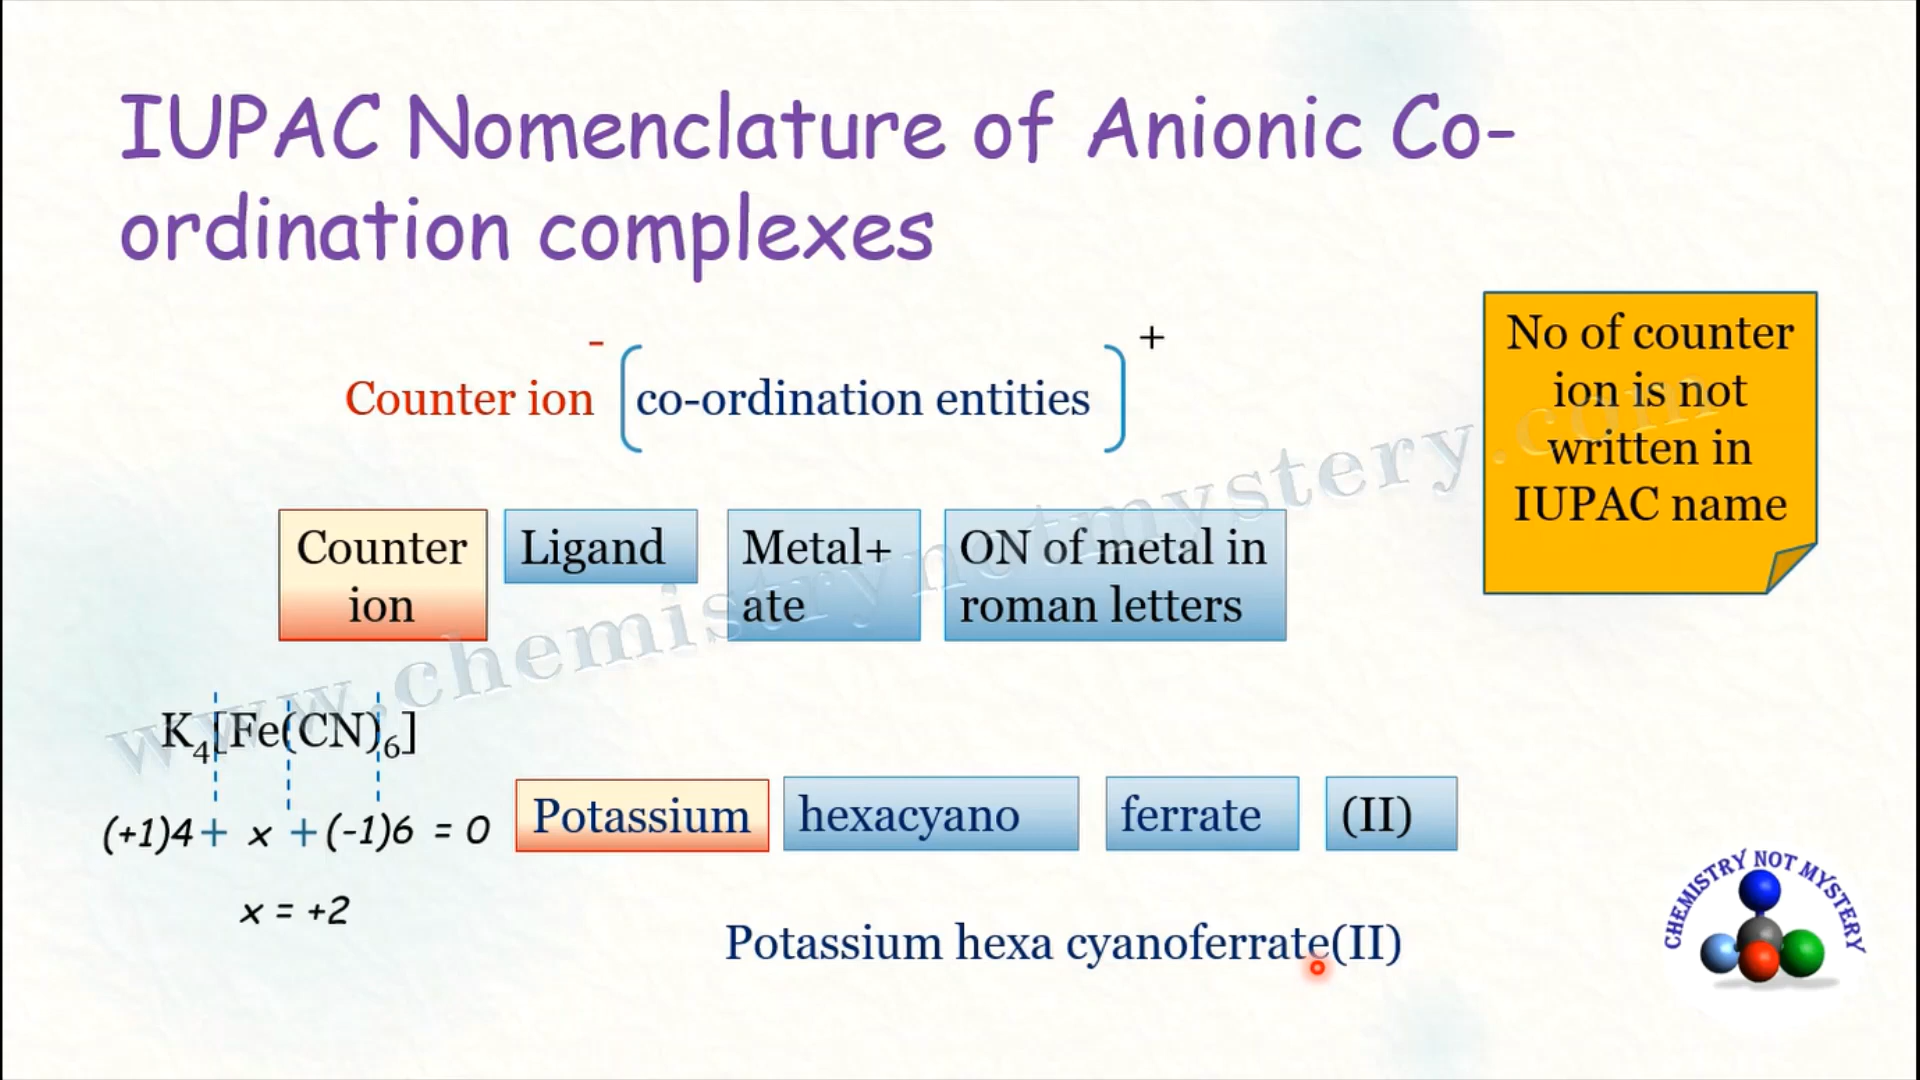 IUPAC Nomenclature of Anionic Co-
ordination complexes
- +
Counter ion [co-ordination entities]
No of counter
ion is not
written in
IUPAC name
Counter
ion
Ligand
Metal+
ate
ON of metal in
roman letters
www.chemistrynotmystery.com
K₄[Fe(CN)₆]
(+1)4 + x + (-1)6 = 0
x = +2
Potassium
hexacyano
ferrate
(II)
Potassium hexa cyanoferrate(II)
CHEMISTRY NOT MYSTERY